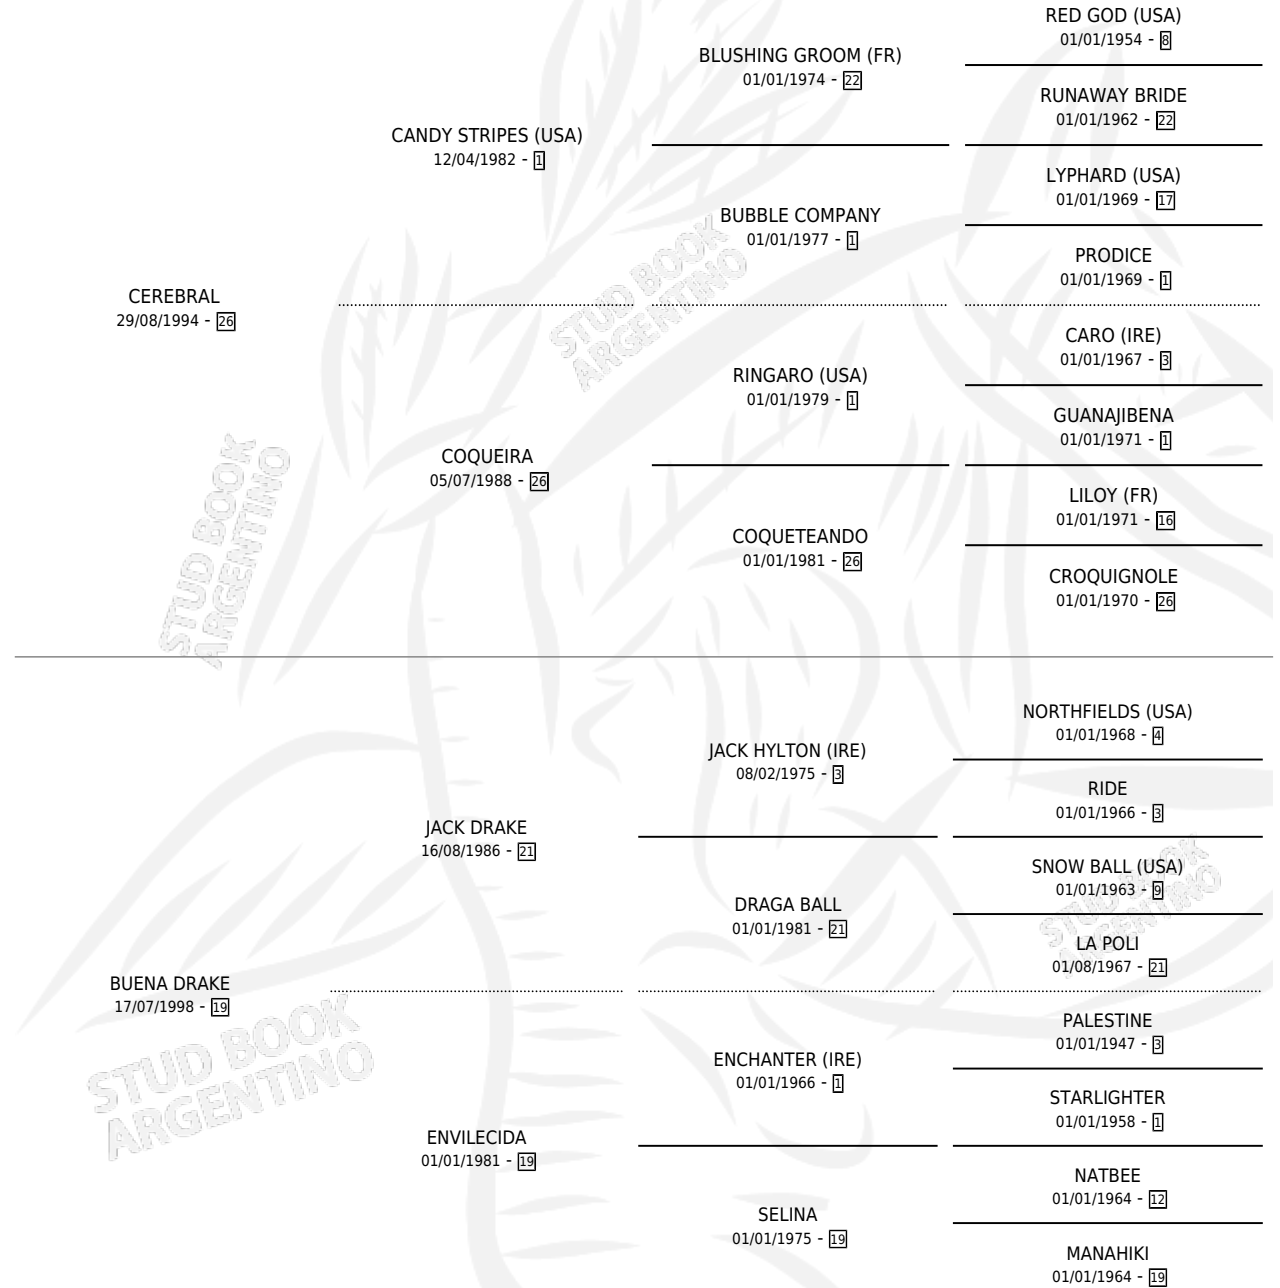 RED GOD (USA)
01/01/1954 - 8
BLUSHING GROOM (FR)
01/01/1974 - 22
RUNAWAY BRIDE
01/01/1962 - 22
CANDY STRIPES (USA)
12/04/1982 - 1
LYPHARD (USA)
01/01/1969 - 17
BUBBLE COMPANY
01/01/1977 - 1
PRODICE
01/01/1969 - 1
CEREBRAL
29/08/1994 - 26
CARO (IRE)
01/01/1967 - 3
RINGARO (USA)
01/01/1979 - 1
GUANAJIBENA
01/01/1971 - 1
COQUEIRA
05/07/1988 - 26
LILOY (FR)
01/01/1971 - 16
COQUETEANDO
01/01/1981 - 26
CROQUIGNOLE
01/01/1970 - 26
NORTHFIELDS (USA)
01/01/1968 - 4
JACK HYLTON (IRE)
08/02/1975 - 3
RIDE
01/01/1966 - 3
JACK DRAKE
16/08/1986 - 21
SNOW BALL (USA)
01/01/1963 - 9
DRAGA BALL
01/01/1981 - 21
LA POLI
01/08/1967 - 21
BUENA DRAKE
17/07/1998 - 19
PALESTINE
01/01/1947 - 3
ENCHANTER (IRE)
01/01/1966 - 1
STARLIGHTER
01/01/1958 - 1
ENVILECIDA
01/01/1981 - 19
NATBEE
01/01/1964 - 12
SELINA
01/01/1975 - 19
MANAHIKI
01/01/1964 - 19
STUD BOOK
ARGENTINO
STUD BOOK
ARGENTINO
STUD BOOK
ARGENTINO
STUD BOOK
ARGENTINO